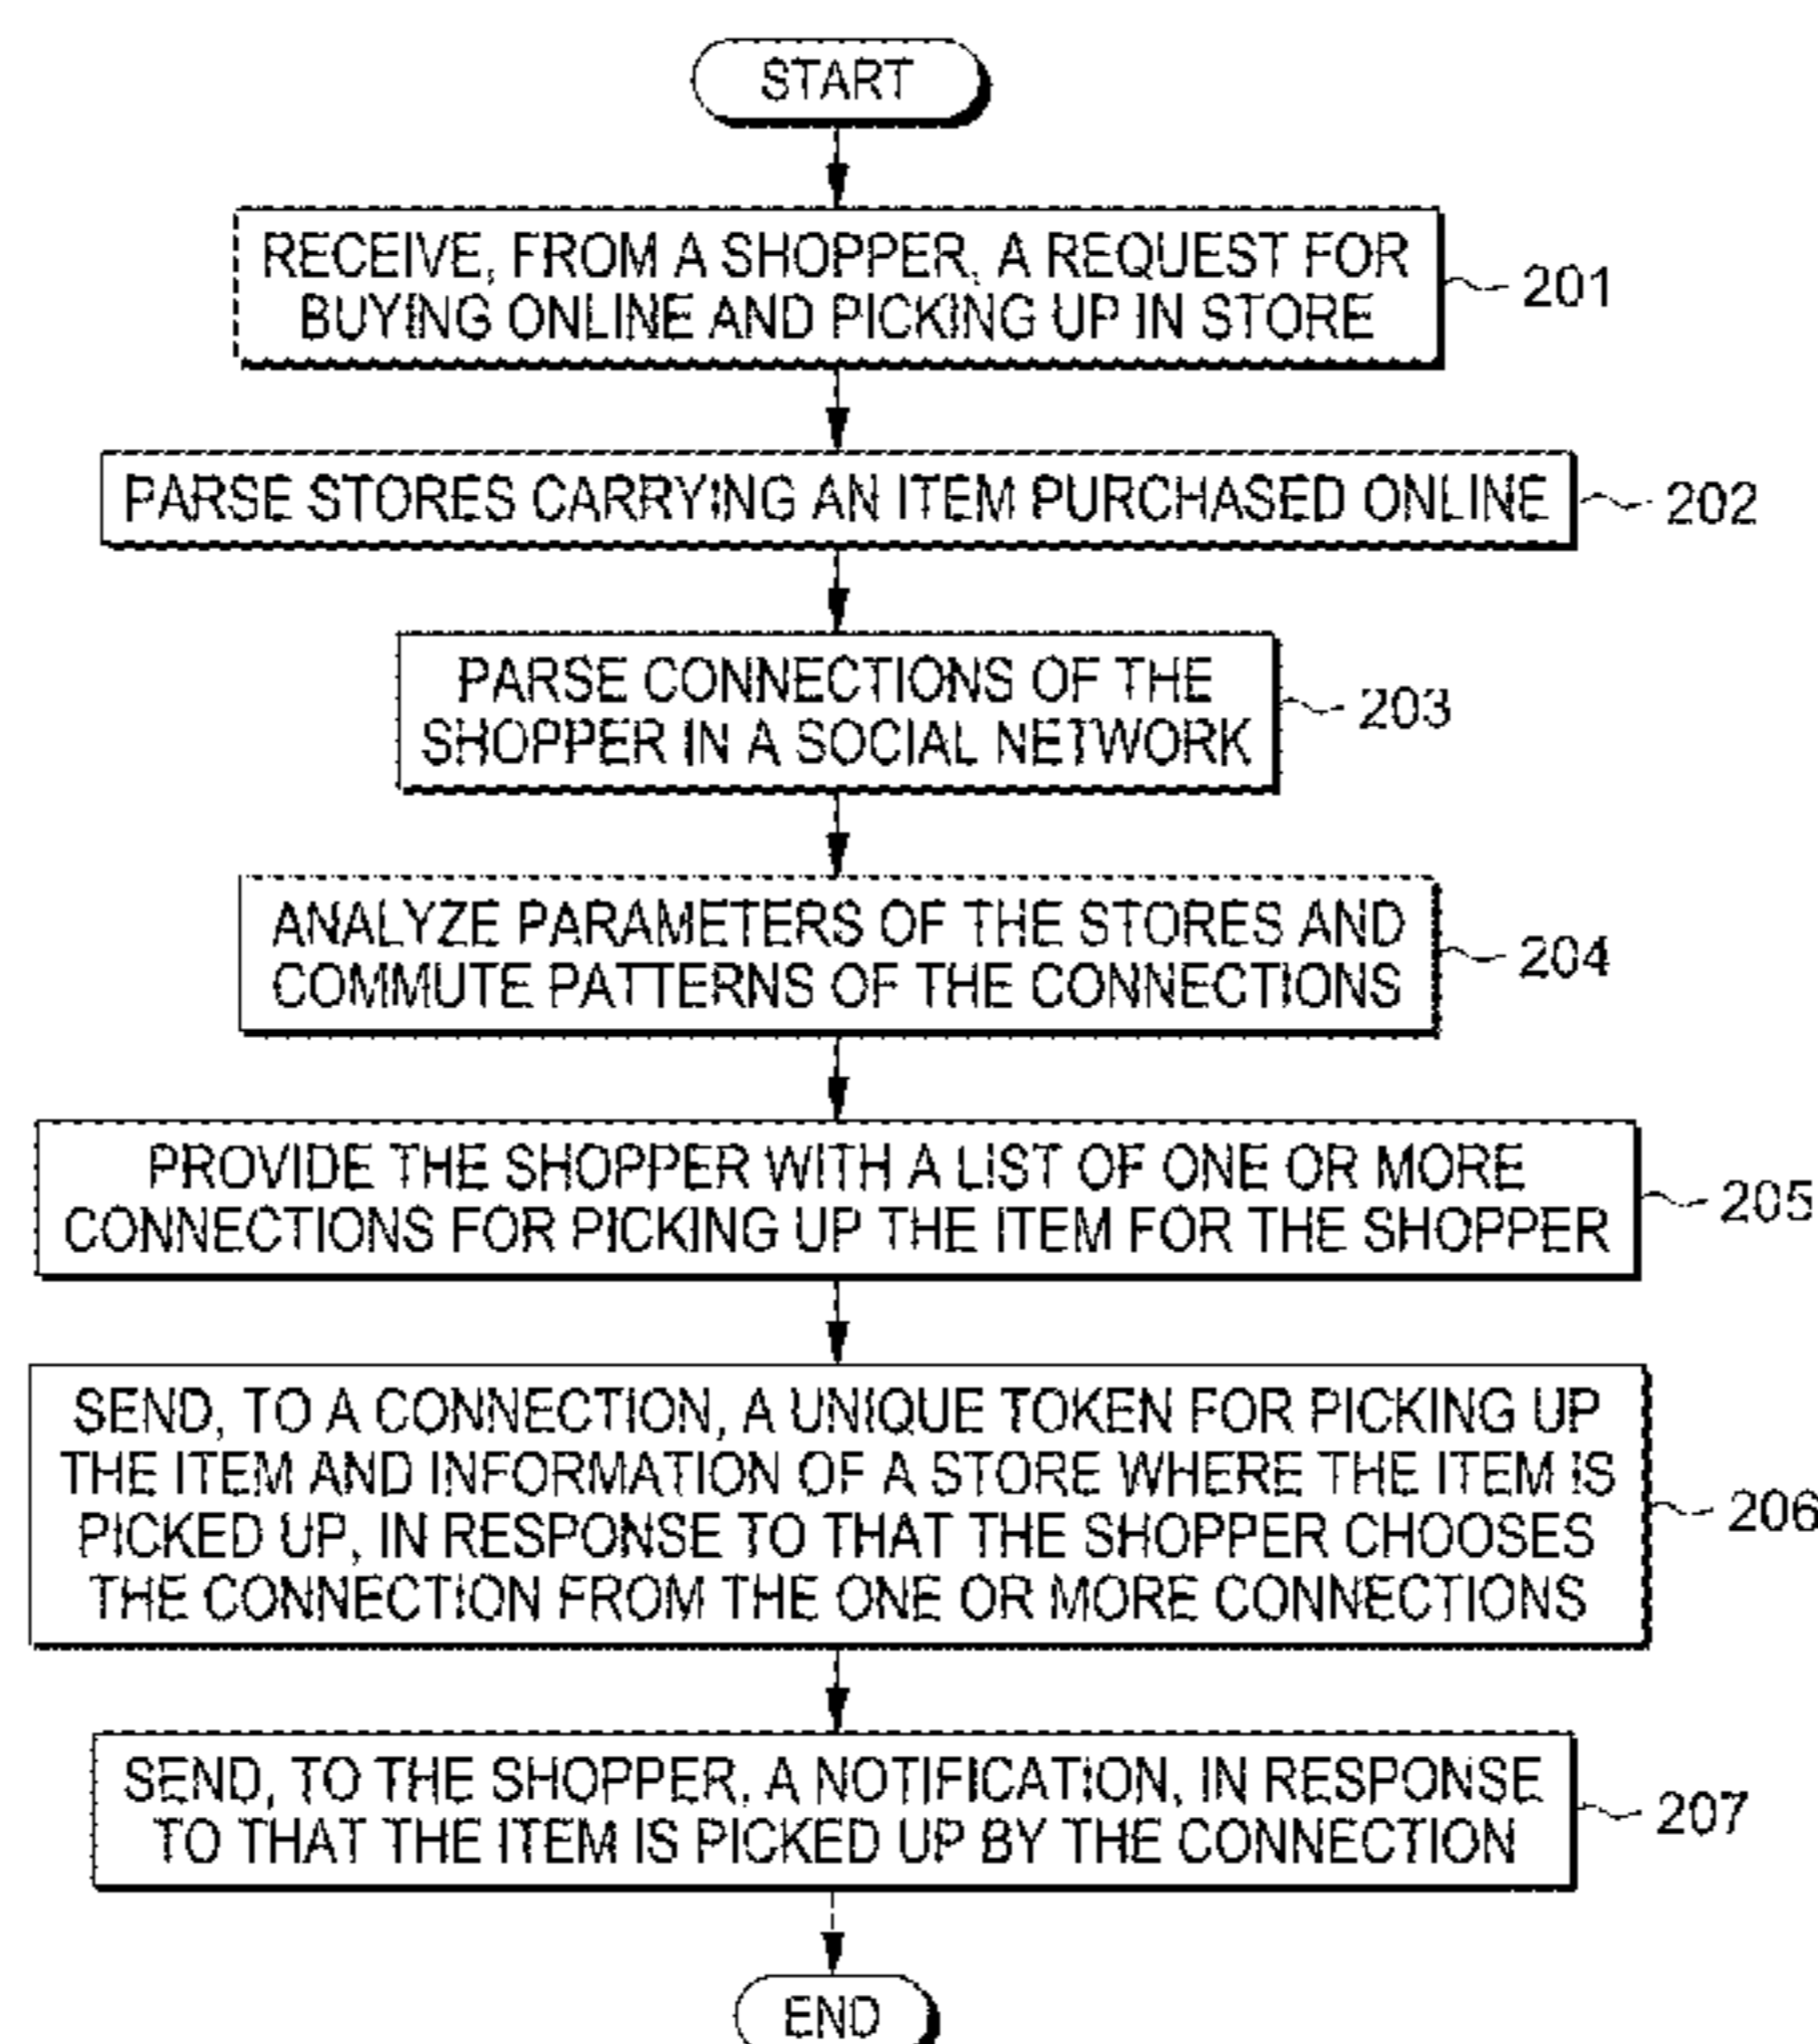 START
RECEIVE, FROM A SHOPPER, A REQUEST FOR
BUYING ONLINE AND PICKING UP IN STORE
201
PARSE STORES CARRYING AN ITEM PURCHASED ONLINE
202
PARSE CONNECTIONS OF THE
SHOPPER IN A SOCIAL NETWORK
203
ANALYZE PARAMETERS OF THE STORES AND
COMMUTE PATTERNS OF THE CONNECTIONS
204
PROVIDE THE SHOPPER WITH A LIST OF ONE OR MORE
CONNECTIONS FOR PICKING UP THE ITEM FOR THE SHOPPER
205
SEND, TO A CONNECTION, A UNIQUE TOKEN FOR PICKING UP
THE ITEM AND INFORMATION OF A STORE WHERE THE ITEM IS
PICKED UP, IN RESPONSE TO THAT THE SHOPPER CHOOSES
THE CONNECTION FROM THE ONE OR MORE CONNECTIONS
206
SEND, TO THE SHOPPER, A NOTIFICATION, IN RESPONSE
TO THAT THE ITEM IS PICKED UP BY THE CONNECTION
207
END